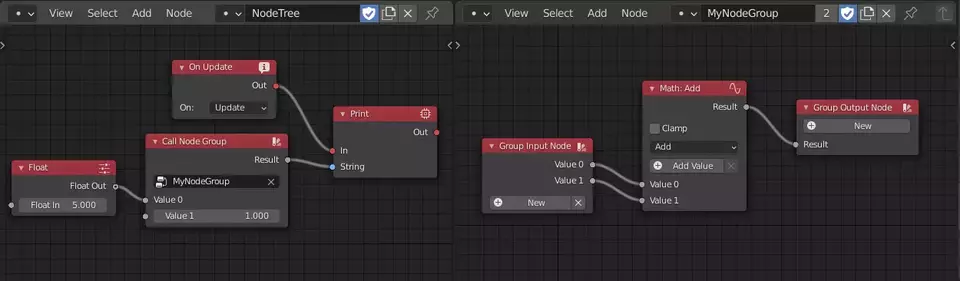 View Select Add Node NodeTree
On Update
Out
On: Update
Print
Out
In
String
Call Node Group
Result
MyNodeGroup
Value 0
Value 1 1.000
Float
Float Out
Float In 5.000
View Select Add Node MyNodeGroup 2
Math: Add
Result
Clamp
Add
Add Value
Value 0
Value 1
Group Output Node
New
Result
Group Input Node
Value 0
Value 1
New